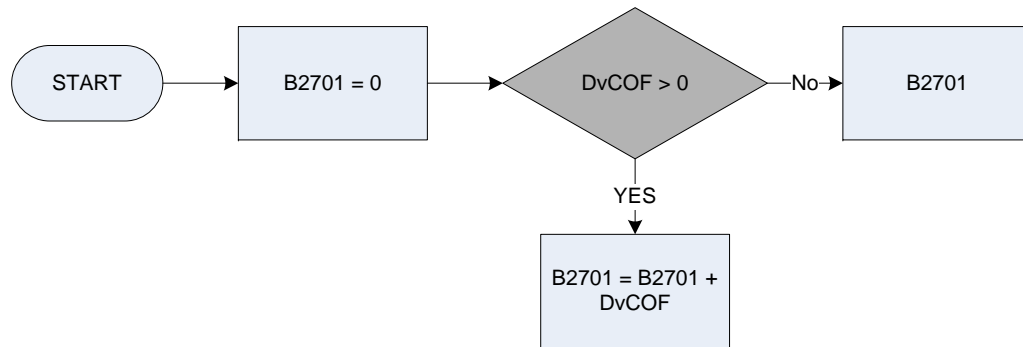 START
B2701 = 0
DvCOF > 0
No
B2701
YES
B2701 = B2701 +
DvCOF